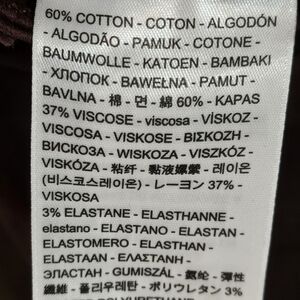 60% COTTON - COTON - ALGODÓN
- ALGODÃO - PAMUK - COTONE -
BAUMWOLLE - KATOEN - BAMBAKI
- ХЛОПОК - BAWEŁNA - PAMUT -
BAVLNA - 棉 - 면 - 綿 60% - KAPAS
37% VISCOSE - viscosa - VÍSKOZ -
VISCOSA - VISKOSE - ΒΙΣΚΟΖΗ -
ВИСКОЗА - WISKOZA - VISZKÓZ -
VISKÓZA - 粘纤 - 黏液嫘縈 - 레이온
(비스코스레이온) - レーヨン 37% -
VISKOSA
3% ELASTANE - ELASTHANNE -
elastano - ELASTANO - ELASTAN -
ELASTOMERO - ELASTHAN -
ELASTAAN - ΕΛΑΣΤΑΝΗ -
ЭЛАСТАН - GUMISZÁL - 氨纶 - 彈性
纖維 - 폴리우레탄 - ポリウレタン 3%